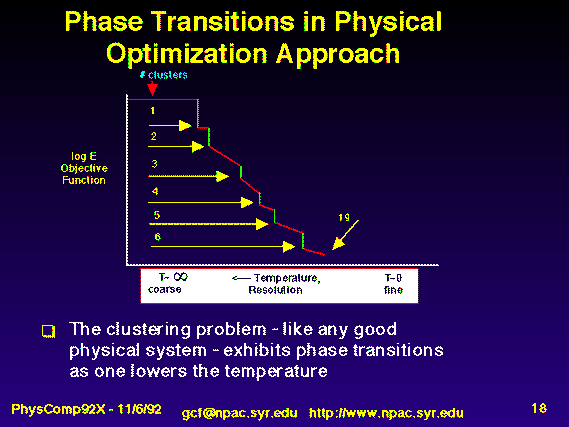 Phase Transitions in Physical
Optimization Approach
# clusters
1
2
3
4
5
6
19
log E
Objective
Function
T~ ∞
coarse
<— Temperature,
Resolution
T~0
fine
❑ The clustering problem - like any good
physical system - exhibits phase transitions
as one lowers the temperature
PhysComp92X - 11/6/92 gcf@npac.syr.edu http://www.npac.syr.edu 18